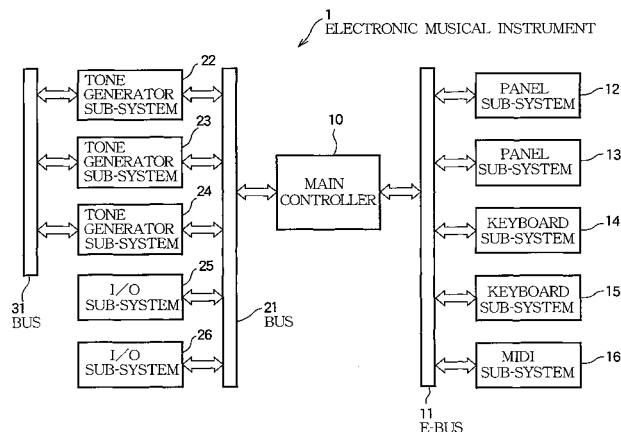 1
ELECTRONIC MUSICAL INSTRUMENT
22
TONE
GENERATOR
SUB-SYSTEM
23
TONE
GENERATOR
SUB-SYSTEM
24
TONE
GENERATOR
SUB-SYSTEM
25
I/O
SUB-SYSTEM
26
I/O
SUB-SYSTEM
31
BUS
21
BUS
10
MAIN
CONTROLLER
12
PANEL
SUB-SYSTEM
13
PANEL
SUB-SYSTEM
14
KEYBOARD
SUB-SYSTEM
15
KEYBOARD
SUB-SYSTEM
16
MIDI
SUB-SYSTEM
11
E-BUS